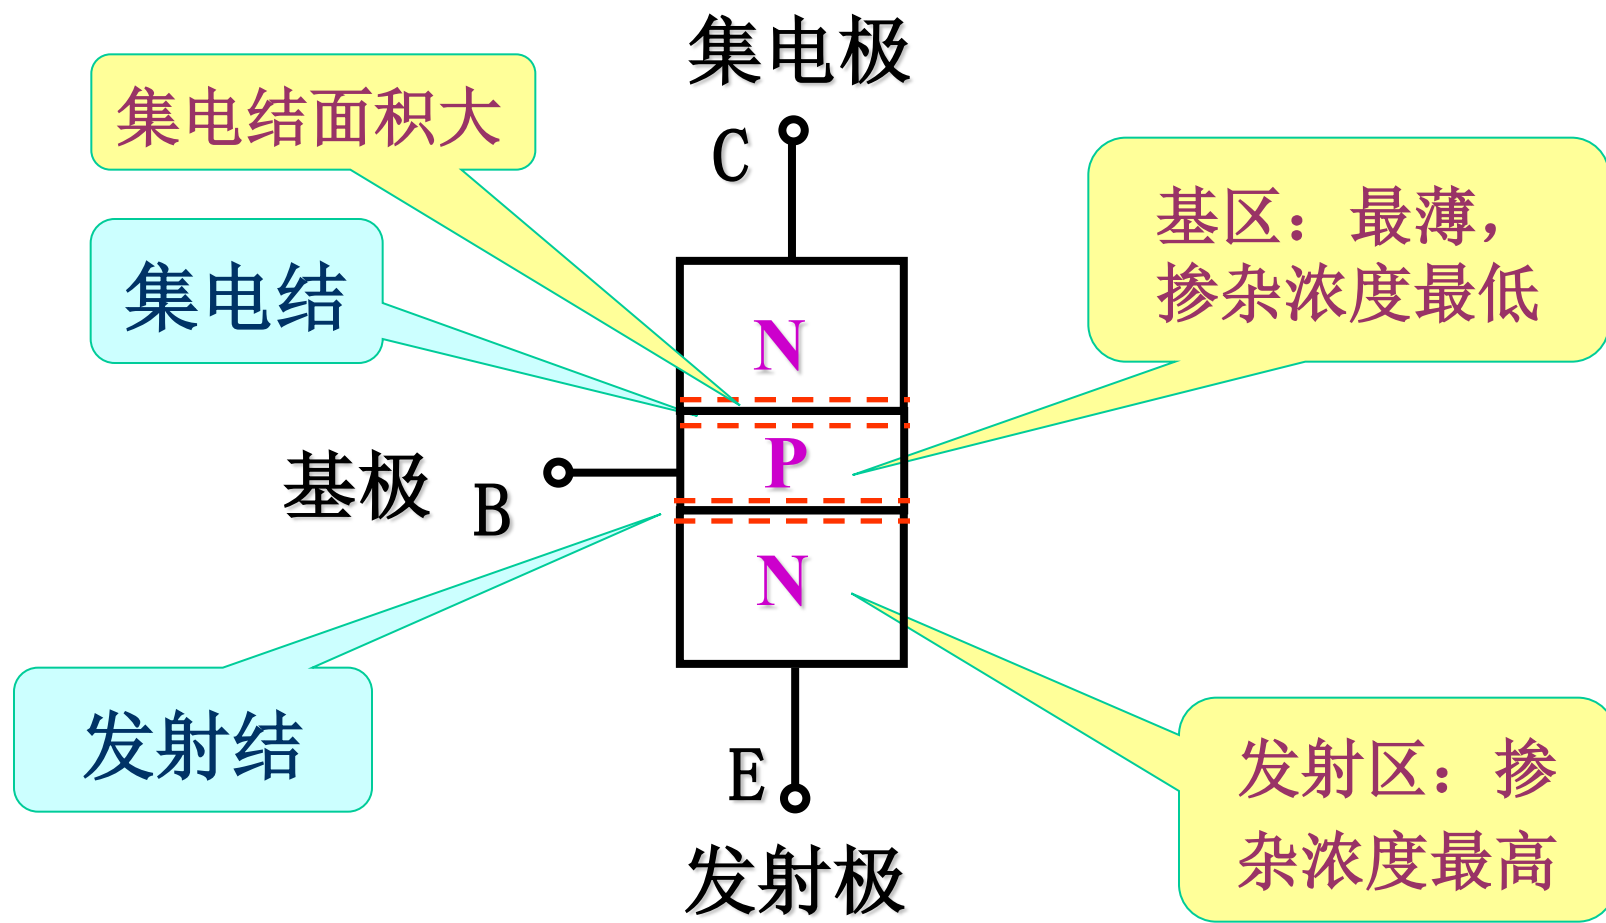 集电极
集电结面积大
C
基区：最薄，
掺杂浓度最低
集电结
N
P
基极
B
N
发射结
E
发射区：掺
杂浓度最高
发射极